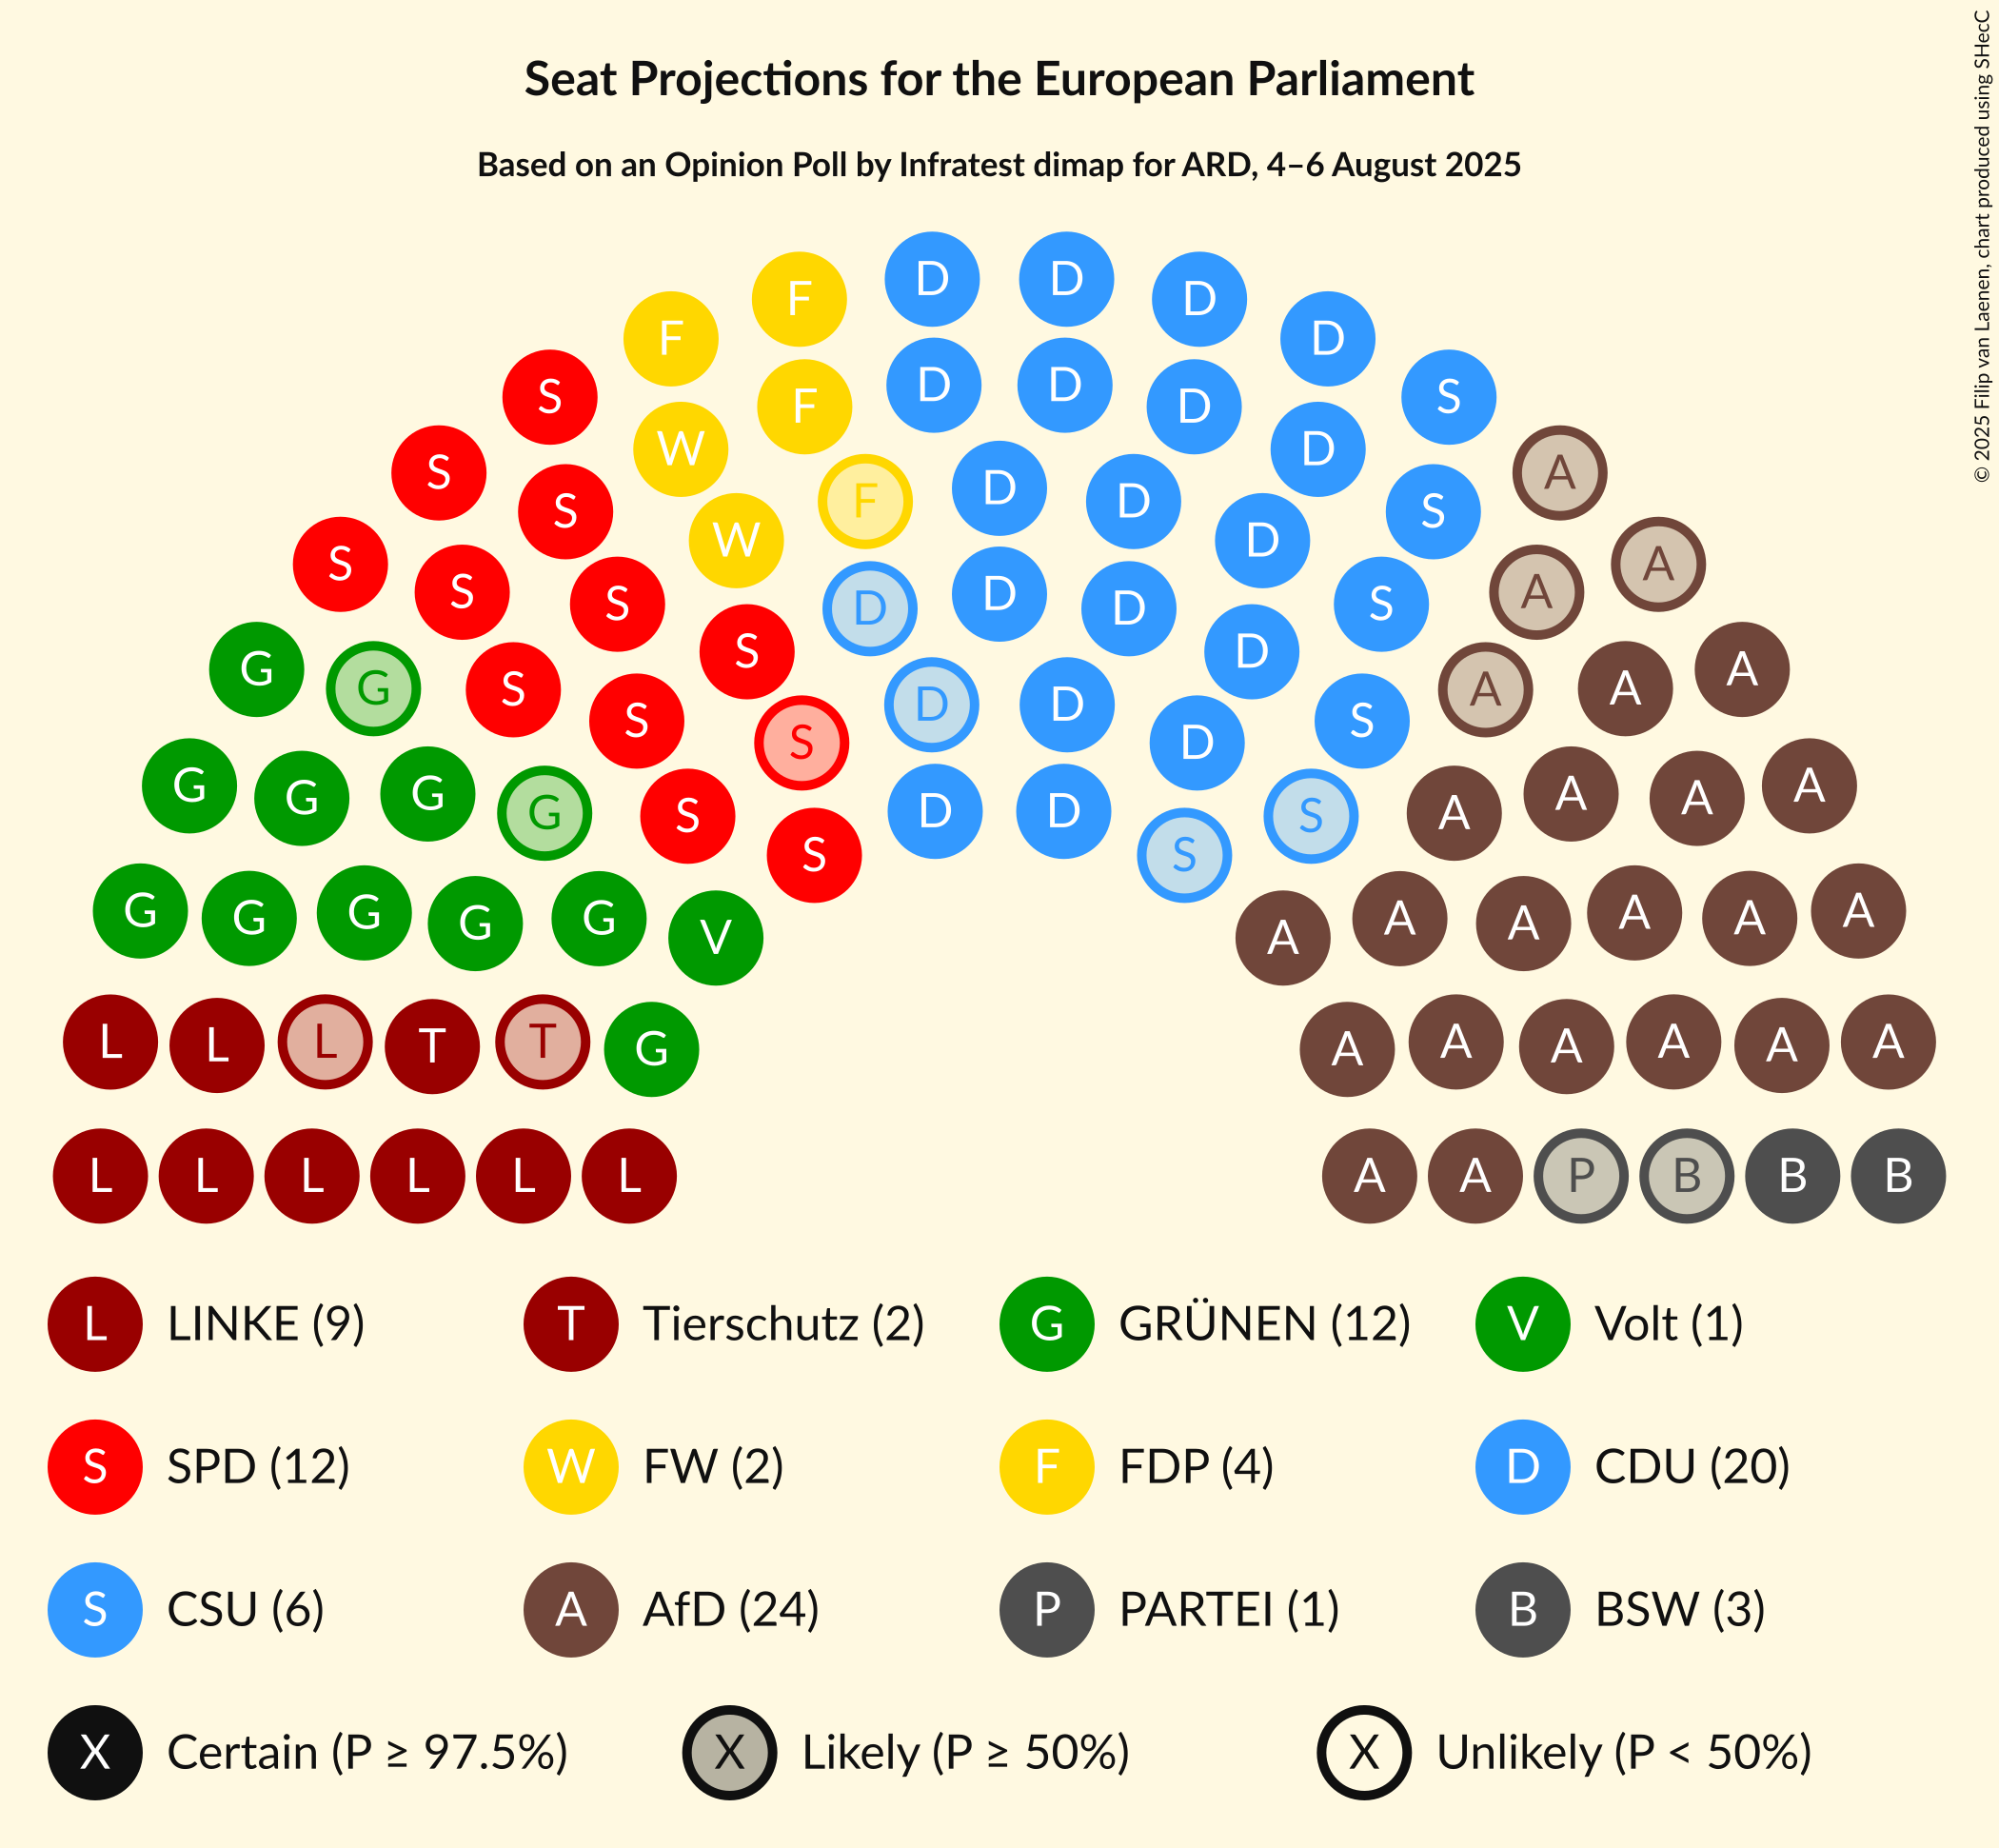 Seat Projections for the European Parliament
Based on an Opinion Poll by Infratest dimap for ARD, 4–6 August 2025
© 2025 Filip van Laenen, chart produced using SHecC
D D
F D
F D
D D
F D
S S
W D
S A
F D
D
W D
S S
S A
D
S A
S A
D D
S D
G A
G A
S A
D D
S S
S D
G A
G A
G A
G A
D D
S S
S
G A
G A
G A
G A
G A
V A
L A
L A
L A
T A
T A
G A
L L L L L L A A P B B B
L LINKE (9) T Tierschutz (2) G GRÜNEN (12) V Volt (1)
S SPD (12) W FW (2) F FDP (4) D CDU (20)
S CSU (6) A AfD (24) P PARTEI (1) B BSW (3)
X Certain (P ≥ 97.5%) X Likely (P ≥ 50%) X Unlikely (P < 50%)